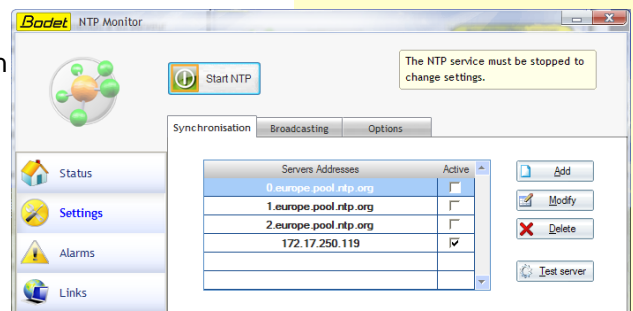 Bodet NTP Monitor
n
Start NTP
The NTP service must be stopped to
change settings.
Synchronisation Broadcasting Options
Status
Settings
Alarms
Links
Servers Addresses Active
0.europe.pool.ntp.org
1.europe.pool.ntp.org
2.europe.pool.ntp.org
172.17.250.119
Add
Modify
Delete
Test server